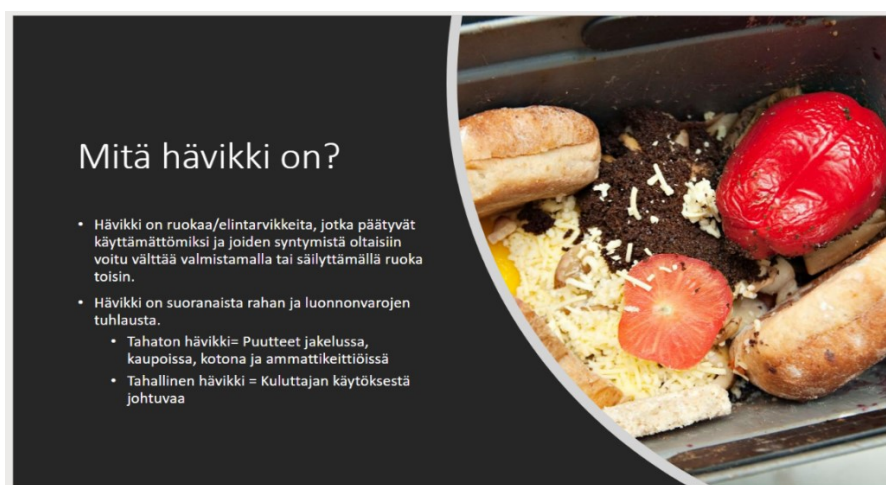 Mitä hävikki on?
• Hävikki on ruokaa/elintarvikkeita, jotka päätyvät
käyttämättömiksi ja joiden syntymistä oltaisiin
voitu välttää valmistamalla tai säilyttämällä ruoka
toisin.
• Hävikki on suoranaista rahan ja luonnonvarojen
tuhlausta.
• Tahaton hävikki= Puutteet jakelussa,
kaupoissa, kotona ja ammattikeittiöissä
• Tahallinen hävikki = Kuluttajan käytöksestä
johtuvaa